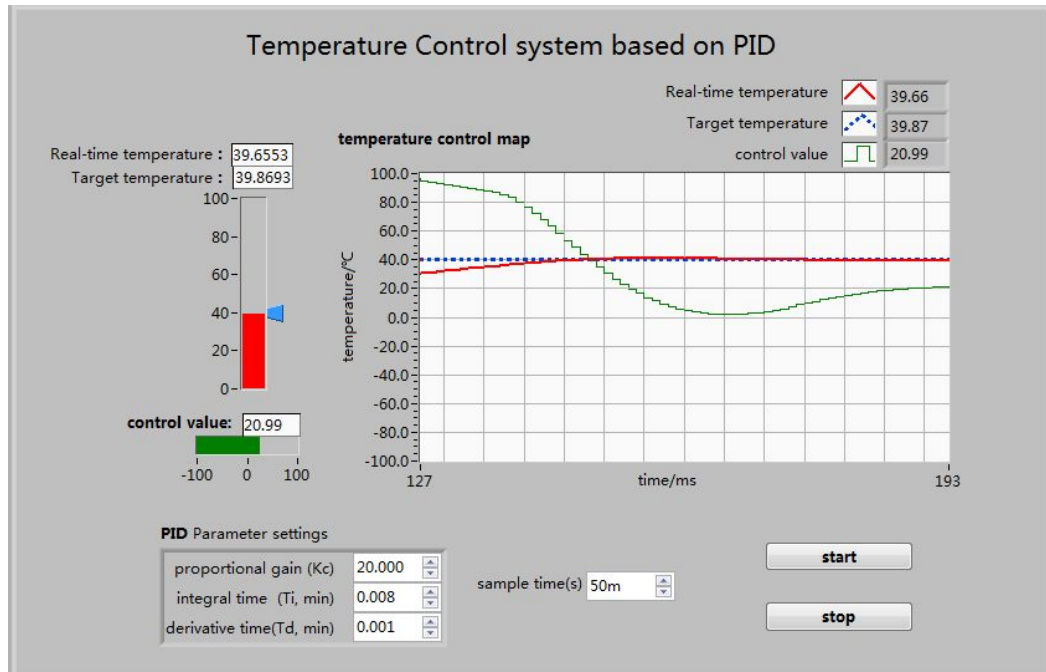 Temperature Control system based on PID
Real-time temperature 39.66
Target temperature 39.87
control value 20.99
temperature control map
Real-time temperature : 39.6553
Target temperature : 39.8693
100
80
60
40
20
0
control value: 20.99
-100 0 100
temperature/℃
100.0
80.0
60.0
40.0
20.0
0.0
-20.0
-40.0
-60.0
-80.0
-100.0
127 time/ms 193
PID Parameter settings
proportional gain (Kc) 20.000
integral time (Ti, min) 0.008
derivative time(Td, min) 0.001
sample time(s) 50m
start
stop